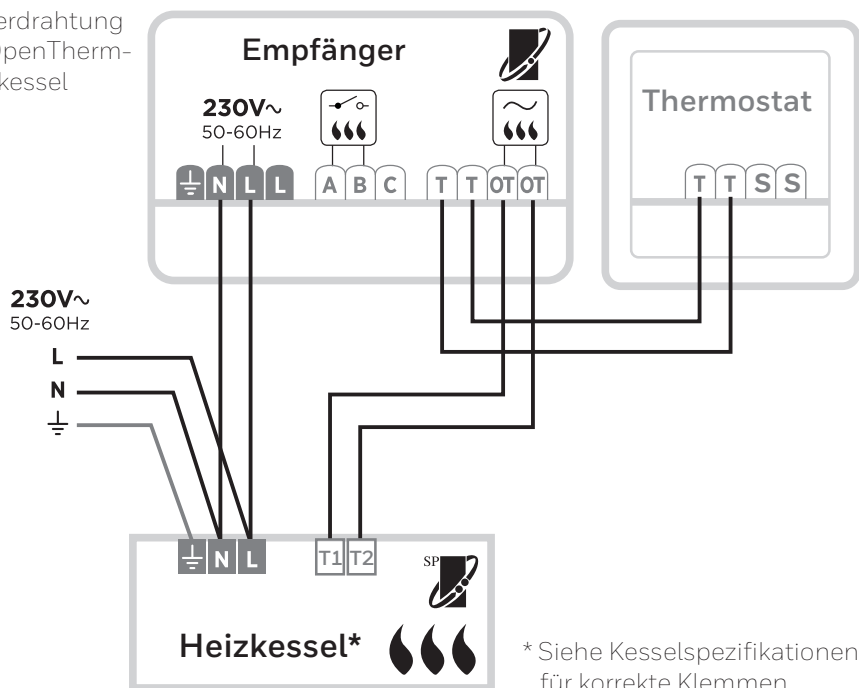 erdrahtung
OpenTherm-
kessel
Empfänger
230V~
50-60Hz
N L L
A B C
T T OT OT
Thermostat
T T S S
230V~
50-60Hz
L
N
N L
T1 T2
SP
Heizkessel*
* Siehe Kesselspezifikationen
für korrekte Klemmen